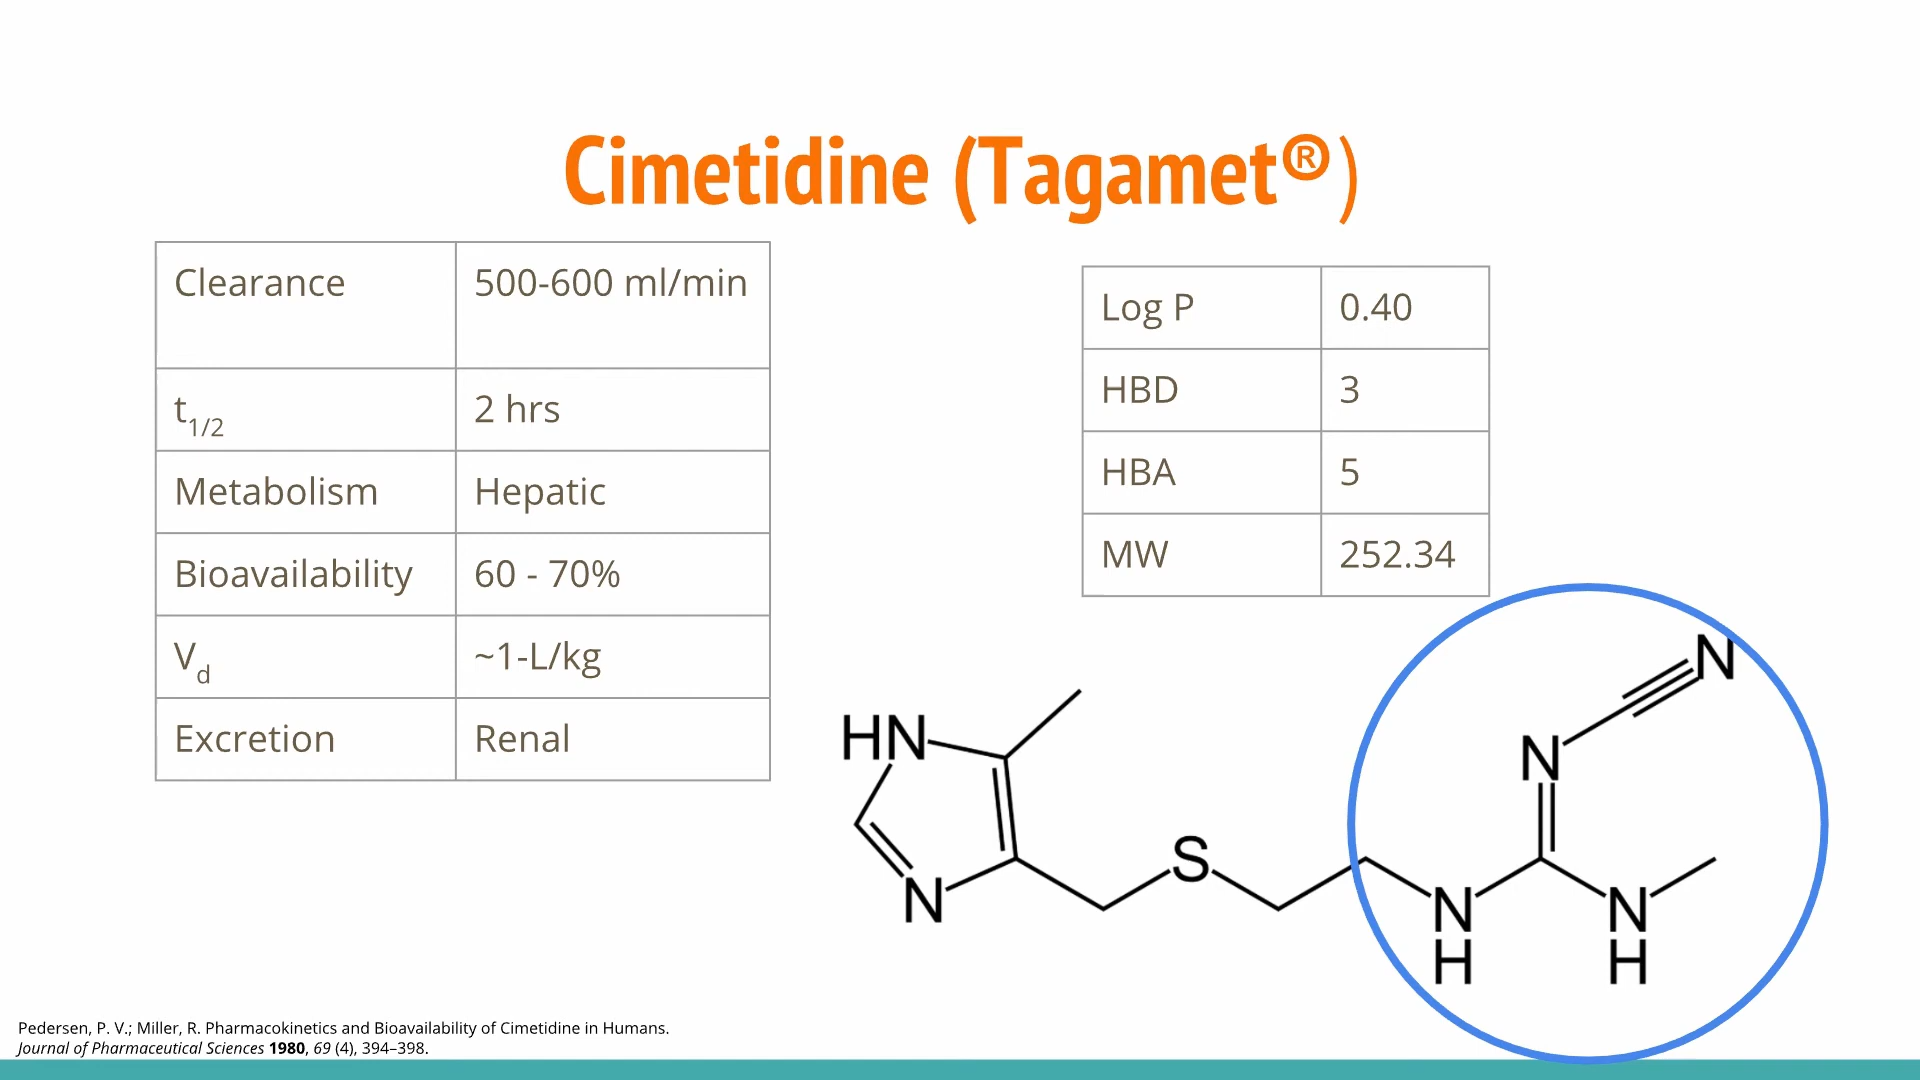 Cimetidine (Tagamet®)
Clearance 500-600 ml/min
t1/2 2 hrs
Metabolism Hepatic
Bioavailability 60 - 70%
Vd ~1-L/kg
Excretion Renal
Log P 0.40
HBD 3
HBA 5
MW 252.34
N
HN
N
S
N
N
H
N
H
Pedersen, P. V.; Miller, R. Pharmacokinetics and Bioavailability of Cimetidine in Humans.
Journal of Pharmaceutical Sciences 1980, 69 (4), 394–398.